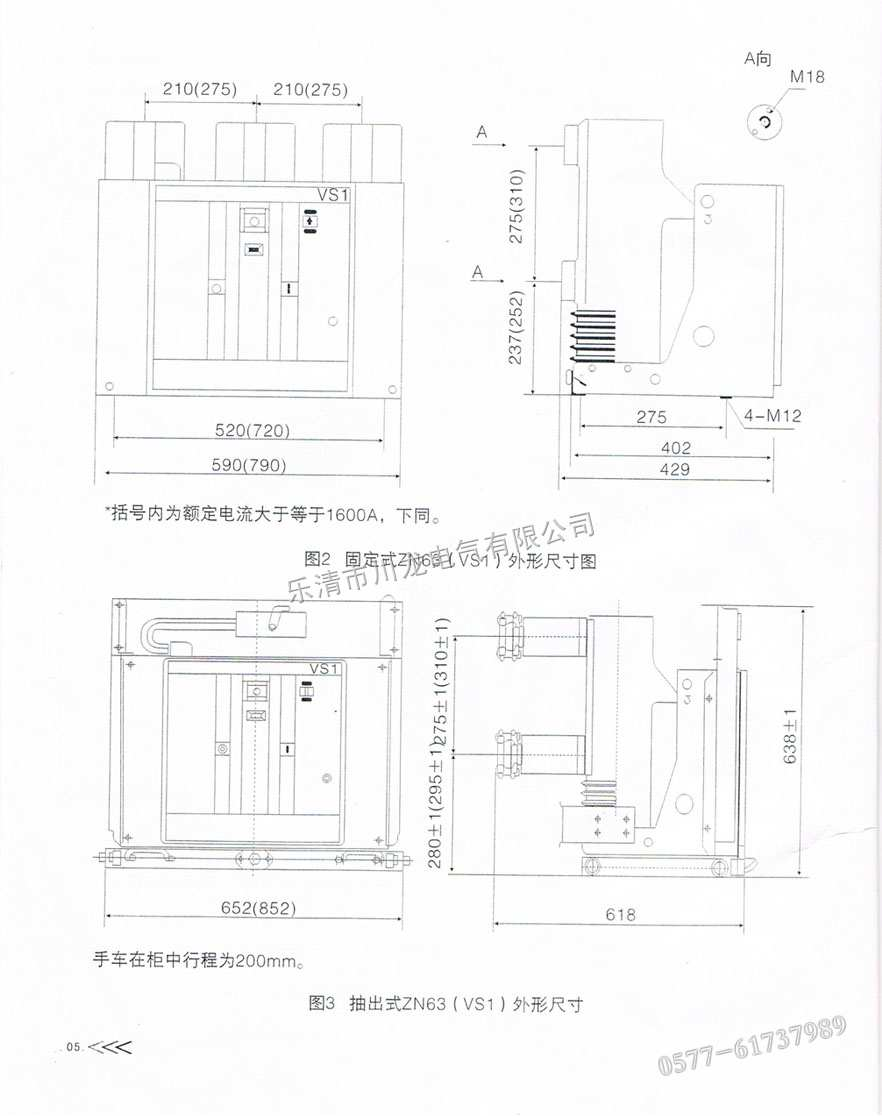 A向
M18
210(275)
210(275)
A
275(310)
VS1
A
237(252)
275
4-M12
520(720)
402
590(790)
429
*括号内为额定电流大于等于1600A，下同。
乐清市川龙电气有限公司
图2 固定式ZN63（VS1）外形尺寸图
VS1
275±1(310±1)
638±1
280±1(295±1)
652(852)
618
手车在柜中行程为200mm。
图3 抽出式ZN63（VS1）外形尺寸
05
0577-61737989